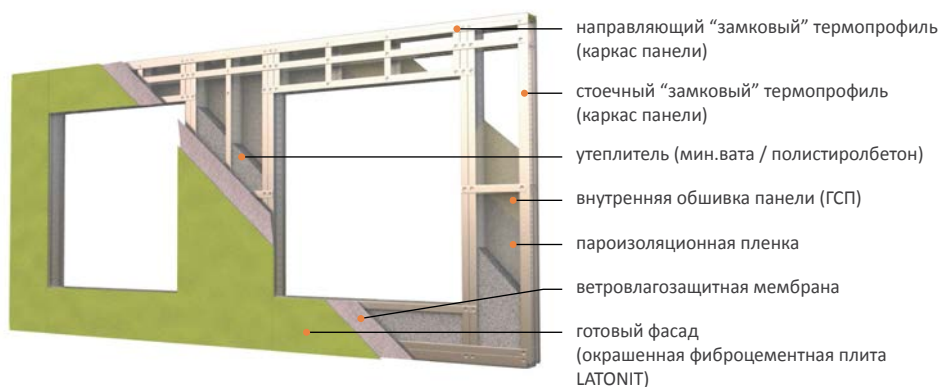 направляющий “замковый” термопрофиль
(каркас панели)
стоечный “замковый” термопрофиль
(каркас панели)
утеплитель (мин.вата / полистиролбетон)
внутренняя обшивка панели (ГСП)
пароизоляционная пленка
ветровлагозащитная мембрана
готовый фасад
(окрашенная фиброцементная плита
LATONIT)